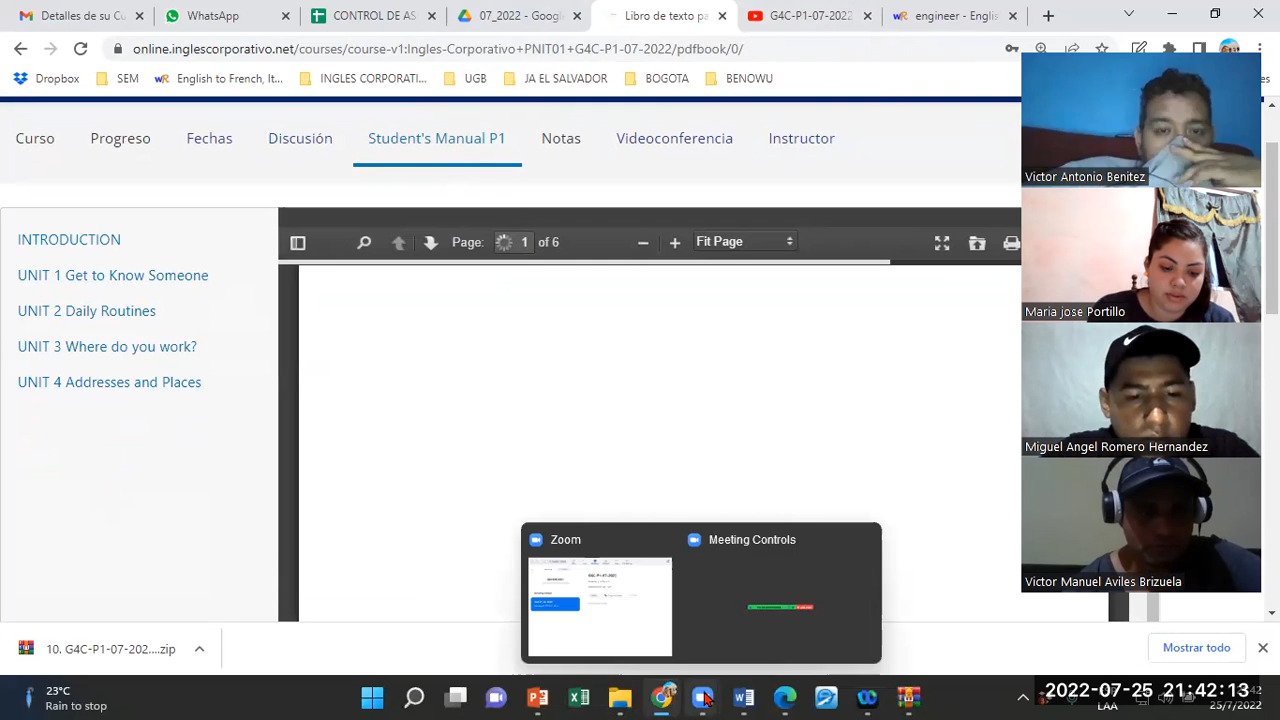 Detalles de su Cu
WhatsApp
CONTROL DE AS
07_2022 - Google
Libro de texto pa
G4C-P1-07-2022
engineer - Englis
online.inglescorporativo.net/courses/course-v1:Ingles-Corporativo+PNIT01+G4C-P1-07-2022/pdfbook/0/
Dropbox
SEM
English to French, It...
INGLES CORPORATI...
UGB
JA EL SALVADOR
BOGOTA
BENOWU
Curso
Progreso
Fechas
Discusión
Student's Manual P1
Notas
Videoconferencia
Instructor
INTRODUCTION
UNIT 1 Get to Know Someone
UNIT 2 Daily Routines
UNIT 3 Where do you work?
UNIT 4 Addresses and Places
Page: 1 of 6
Fit Page
Victor Antonio Benitez
Maria jose Portillo
Miguel Angel Romero Hernandez
Victor Manuel Aviles Brizuela
Zoom
Meeting Controls
10. G4C-P1-07-202....zip
Mostrar todo
23°C
Rain to stop
2022-07-25 21:42:13
LAA
25/7/2022